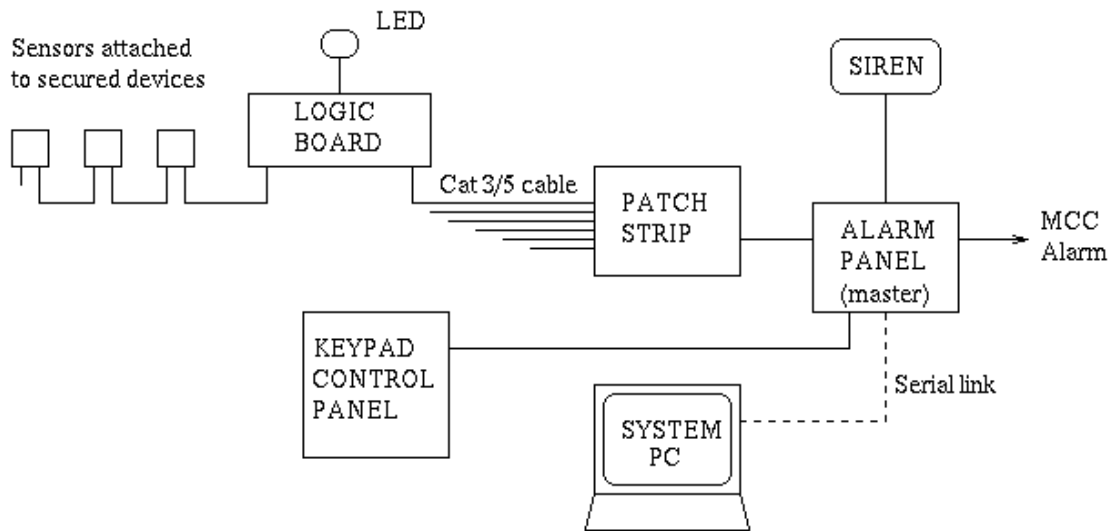 LED
Sensors attached
to secured devices
SIREN
LOGIC
BOARD
Cat 3/5 cable
PATCH
STRIP
ALARM
PANEL
(master)
MCC
Alarm
KEYPAD
CONTROL
PANEL
Serial link
SYSTEM
PC